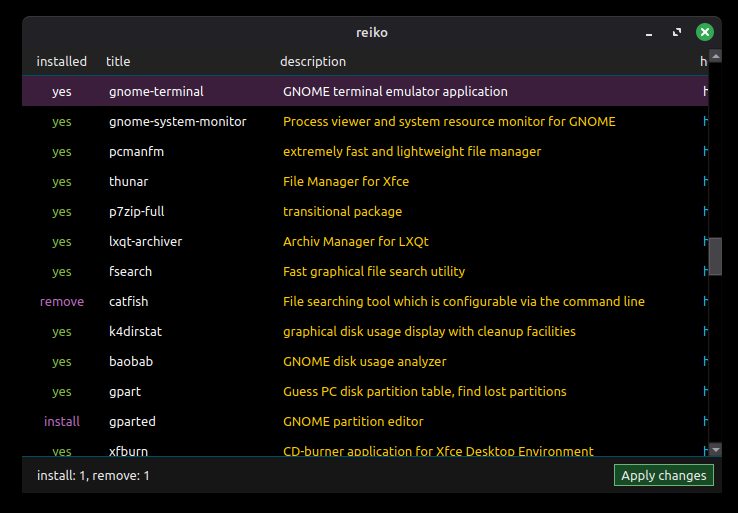 reiko
installed title description h
yes gnome-terminal GNOME terminal emulator application h
yes gnome-system-monitor Process viewer and system resource monitor for GNOME h
yes pcmanfm extremely fast and lightweight file manager h
yes thunar File Manager for Xfce h
yes p7zip-full transitional package h
yes lxqt-archiver Archiv Manager for LXQt h
yes fsearch Fast graphical file search utility h
remove catfish File searching tool which is configurable via the command line h
yes k4dirstat graphical disk usage display with cleanup facilities h
yes baobab GNOME disk usage analyzer h
yes gpart Guess PC disk partition table, find lost partitions h
install gparted GNOME partition editor h
yes xfburn CD-burner application for Xfce Desktop Environment h
install: 1, remove: 1 Apply changes